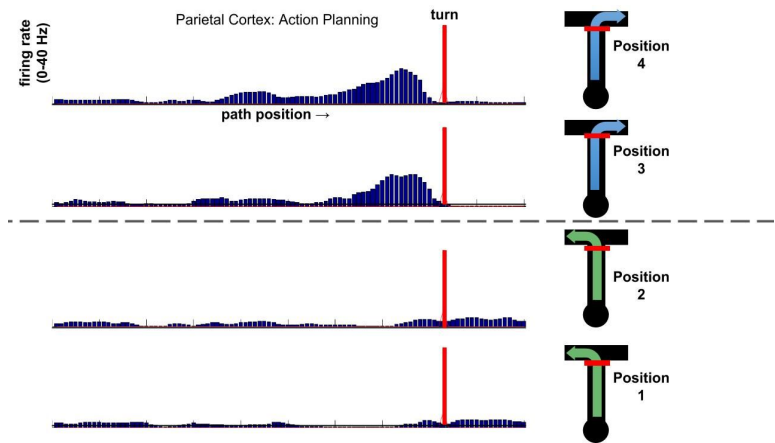 Parietal Cortex: Action Planning
turn
firing rate
(0-40 Hz)
path position →
Position
4
Position
3
Position
2
Position
1